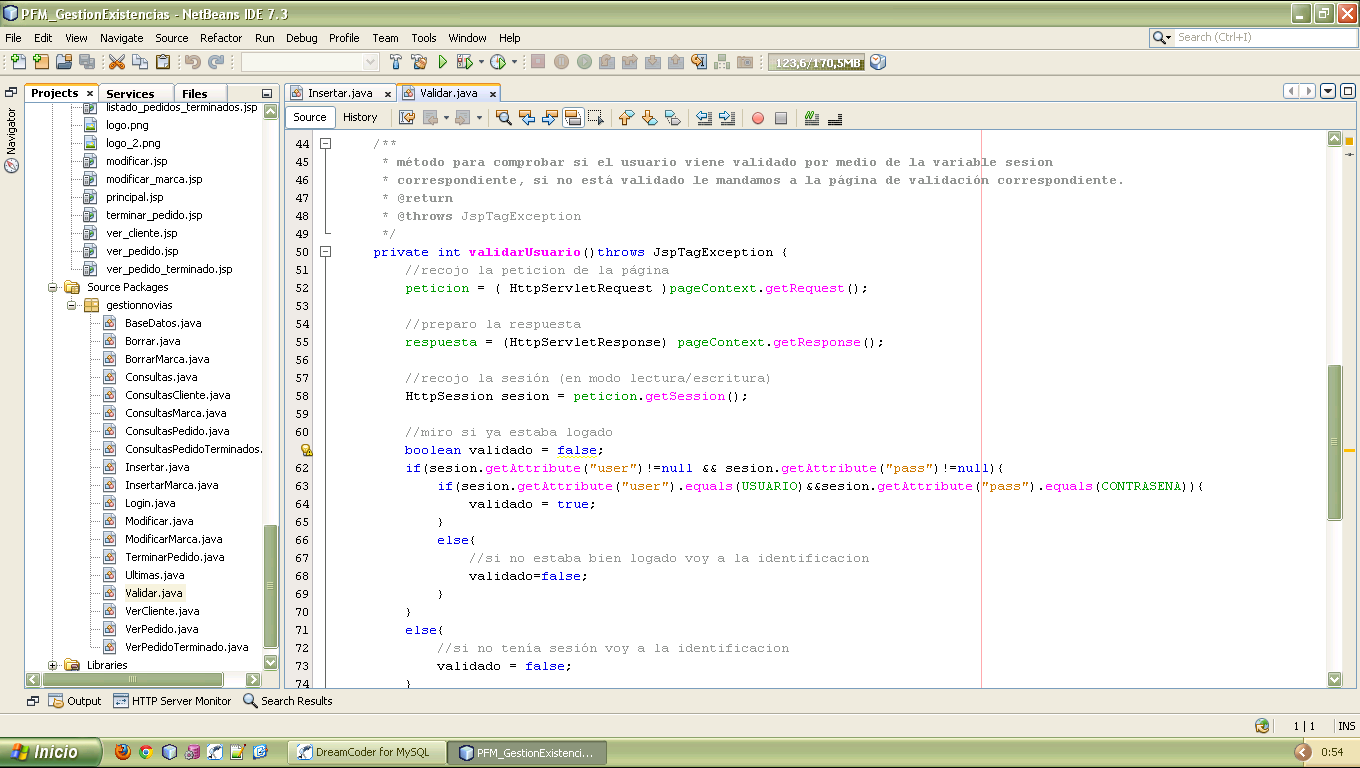 PFM_GestionExistencias - NetBeans IDE 7.3
File Edit View Navigate Source Refactor Run Debug Profile Team Tools Window Help
Search (Ctrl+I)
123,6/170,5MB
Projects x Services Files
Navigator
listado_pedidos_terminados.jsp
logo.png
logo_2.png
modificar.jsp
modificar_marca.jsp
principal.jsp
terminar_pedido.jsp
ver_cliente.jsp
ver_pedido.jsp
ver_pedido_terminado.jsp
Source Packages
gestionnovias
BaseDatos.java
Borrar.java
BorrarMarca.java
Consultas.java
ConsultasCliente.java
ConsultasMarca.java
ConsultasPedido.java
ConsultasPedidoTerminados.
Insertar.java
InsertarMarca.java
Login.java
Modificar.java
ModificarMarca.java
TerminarPedido.java
Ultimas.java
Validar.java
VerCliente.java
VerPedido.java
VerPedidoTerminado.java
Libraries
Insertar.java x Validar.java x
Source History
44 /**
45 * método para comprobar si el usuario viene validado por medio de la variable sesion
46 * correspondiente, si no está validado le mandamos a la página de validación correspondiente.
47 * @return
48 * @throws JspTagException
49 */
50 private int validarUsuario()throws JspTagException {
51 //recojo la peticion de la página
52 peticion = ( HttpServletRequest )pageContext.getRequest();
53
54 //preparo la respuesta
55 respuesta = (HttpServletResponse) pageContext.getResponse();
56
57 //recojo la sesión (en modo lectura/escritura)
58 HttpSession sesion = peticion.getSession();
59
60 //miro si ya estaba logado
boolean validado = false;
62 if(sesion.getAttribute("user")!=null && sesion.getAttribute("pass")!=null){
63 if(sesion.getAttribute("user").equals(USUARIO)&&sesion.getAttribute("pass").equals(CONTRASENA)){
64 validado = true;
65 }
66 else{
67 //si no estaba bien logado voy a la identificacion
68 validado=false;
69 }
70 }
71 else{
72 //si no tenía sesión voy a la identificacion
73 validado = false;
74 }
Output HTTP Server Monitor Search Results
1 | 1 INS
Inicio DreamCoder for MySQL PFM_GestionExistenci... 0:54